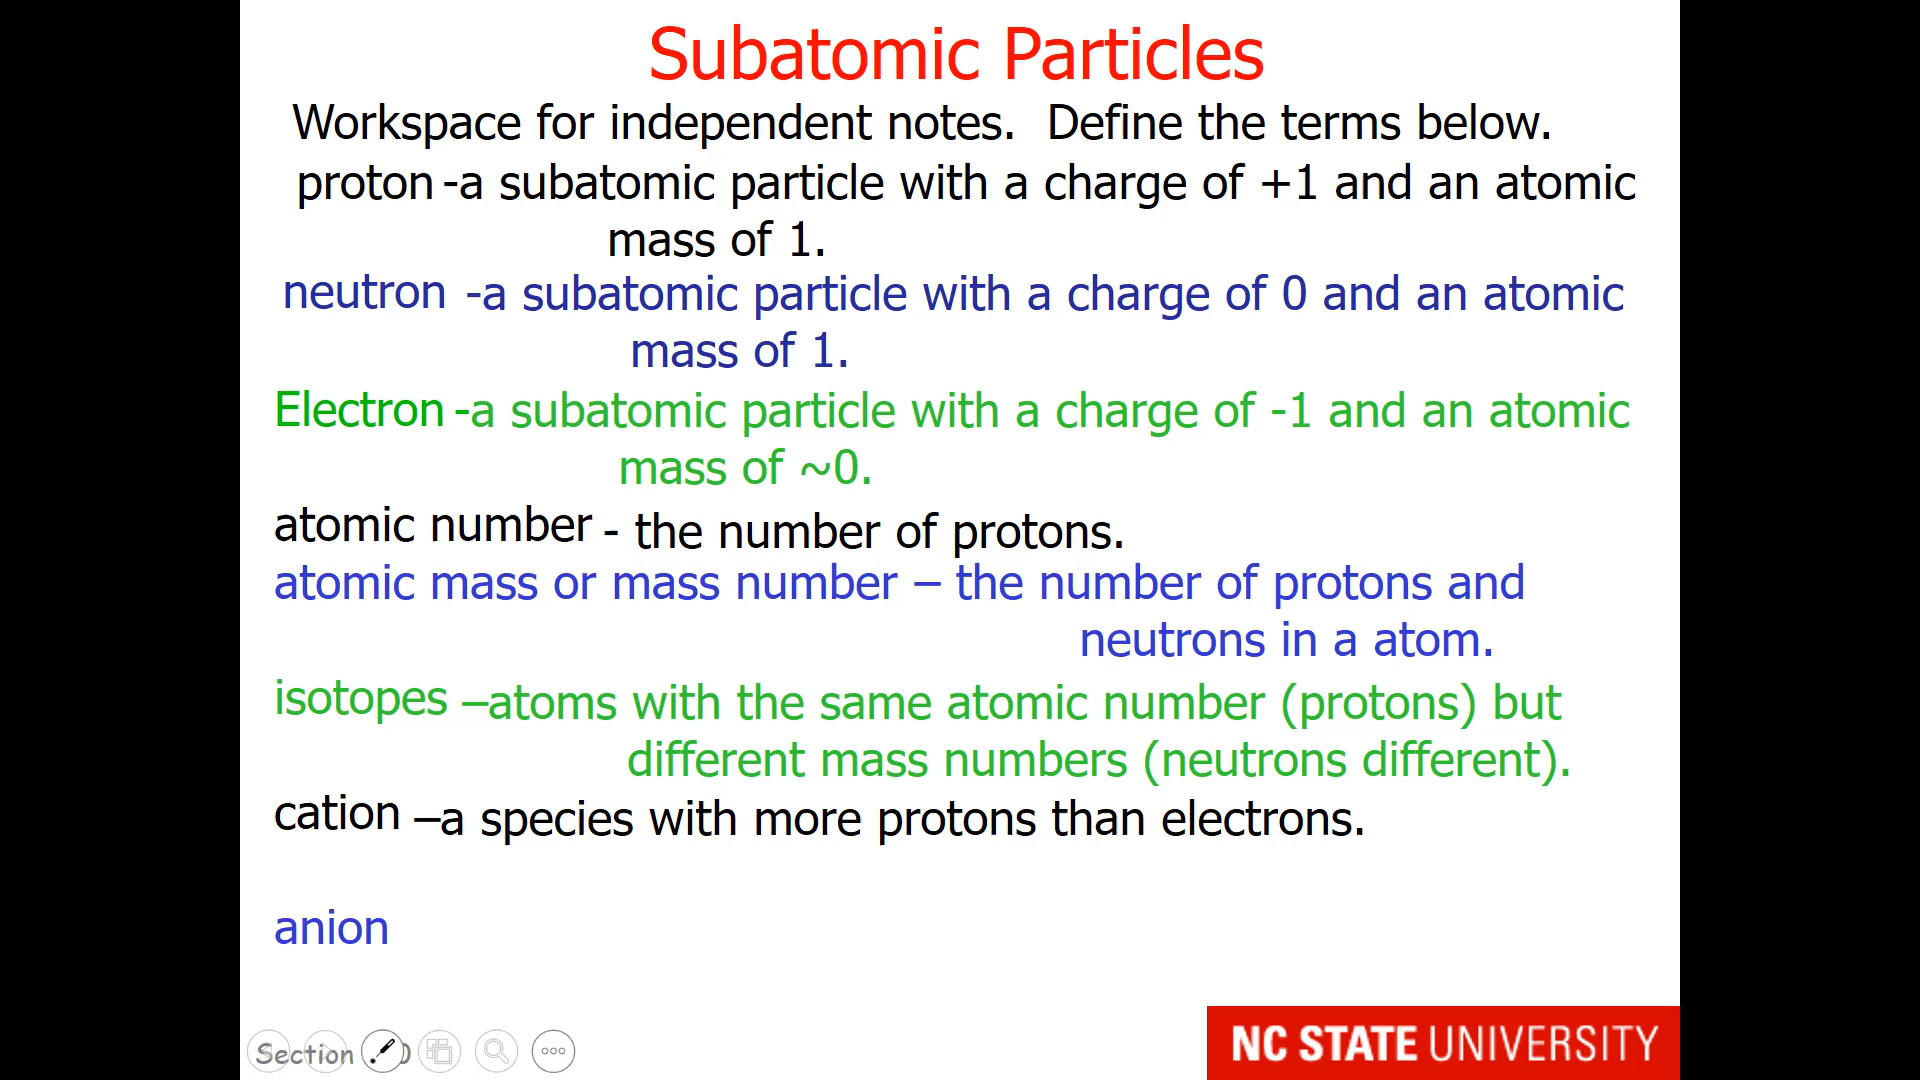 Subatomic Particles
Workspace for independent notes. Define the terms below.
proton -a subatomic particle with a charge of +1 and an atomic
mass of 1.
neutron -a subatomic particle with a charge of 0 and an atomic
mass of 1.
Electron -a subatomic particle with a charge of -1 and an atomic
mass of ~0.
atomic number - the number of protons.
atomic mass or mass number – the number of protons and
neutrons in a atom.
isotopes –atoms with the same atomic number (protons) but
different mass numbers (neutrons different).
cation –a species with more protons than electrons.
anion
Section
NC STATE UNIVERSITY